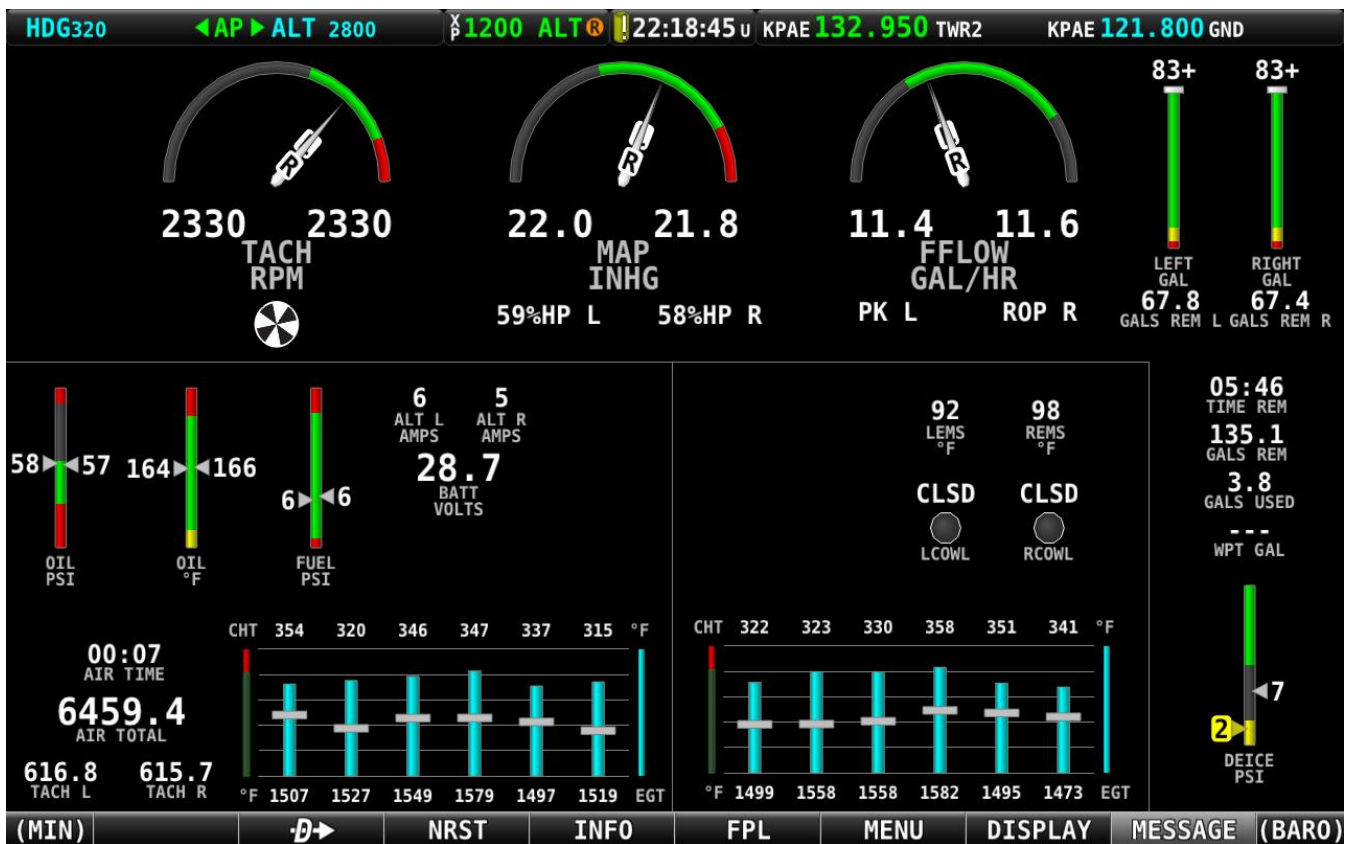 HDG320 AP ALT 2800 XP1200 ALT R ! 22:18:45 U KPAE 132.950 TWR2 KPAE 121.800 GND
83+ 83+
L R L R L R
2330 2330 22.0 21.8 11.4 11.6
TACH MAP FFLOW
RPM INHG GAL/HR
LEFT RIGHT
GAL GAL
59%HP L 58%HP R PK L ROP R 67.8 67.4
GALS REM L GALS REM R
6 5 92 98 05:46
ALT L ALT R LEMS REMS TIME REM
AMPS AMPS °F °F 135.1
58 57 164 166 28.7 GALS REM
6 6 BATT CLSD CLSD 3.8
VOLTS GALS USED
LCOWL RCOWL ---
OIL OIL FUEL WPT GAL
PSI °F PSI
CHT 354 320 346 347 337 315 °F CHT 322 323 330 358 351 341 °F
00:07
AIR TIME
6459.4 7
AIR TOTAL 2
616.8 615.7 DEICE
TACH L TACH R PSI
°F 1507 1527 1549 1579 1497 1519 EGT °F 1499 1558 1558 1582 1495 1473 EGT
(MIN) D NRST INFO FPL MENU DISPLAY MESSAGE (BARO)